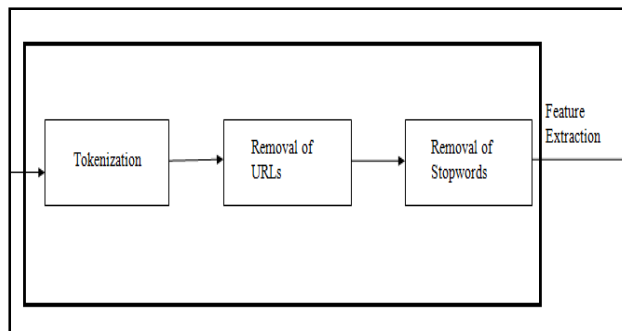 Tokenization
Removal of
URLs
Removal of
Stopwords
Feature
Extraction